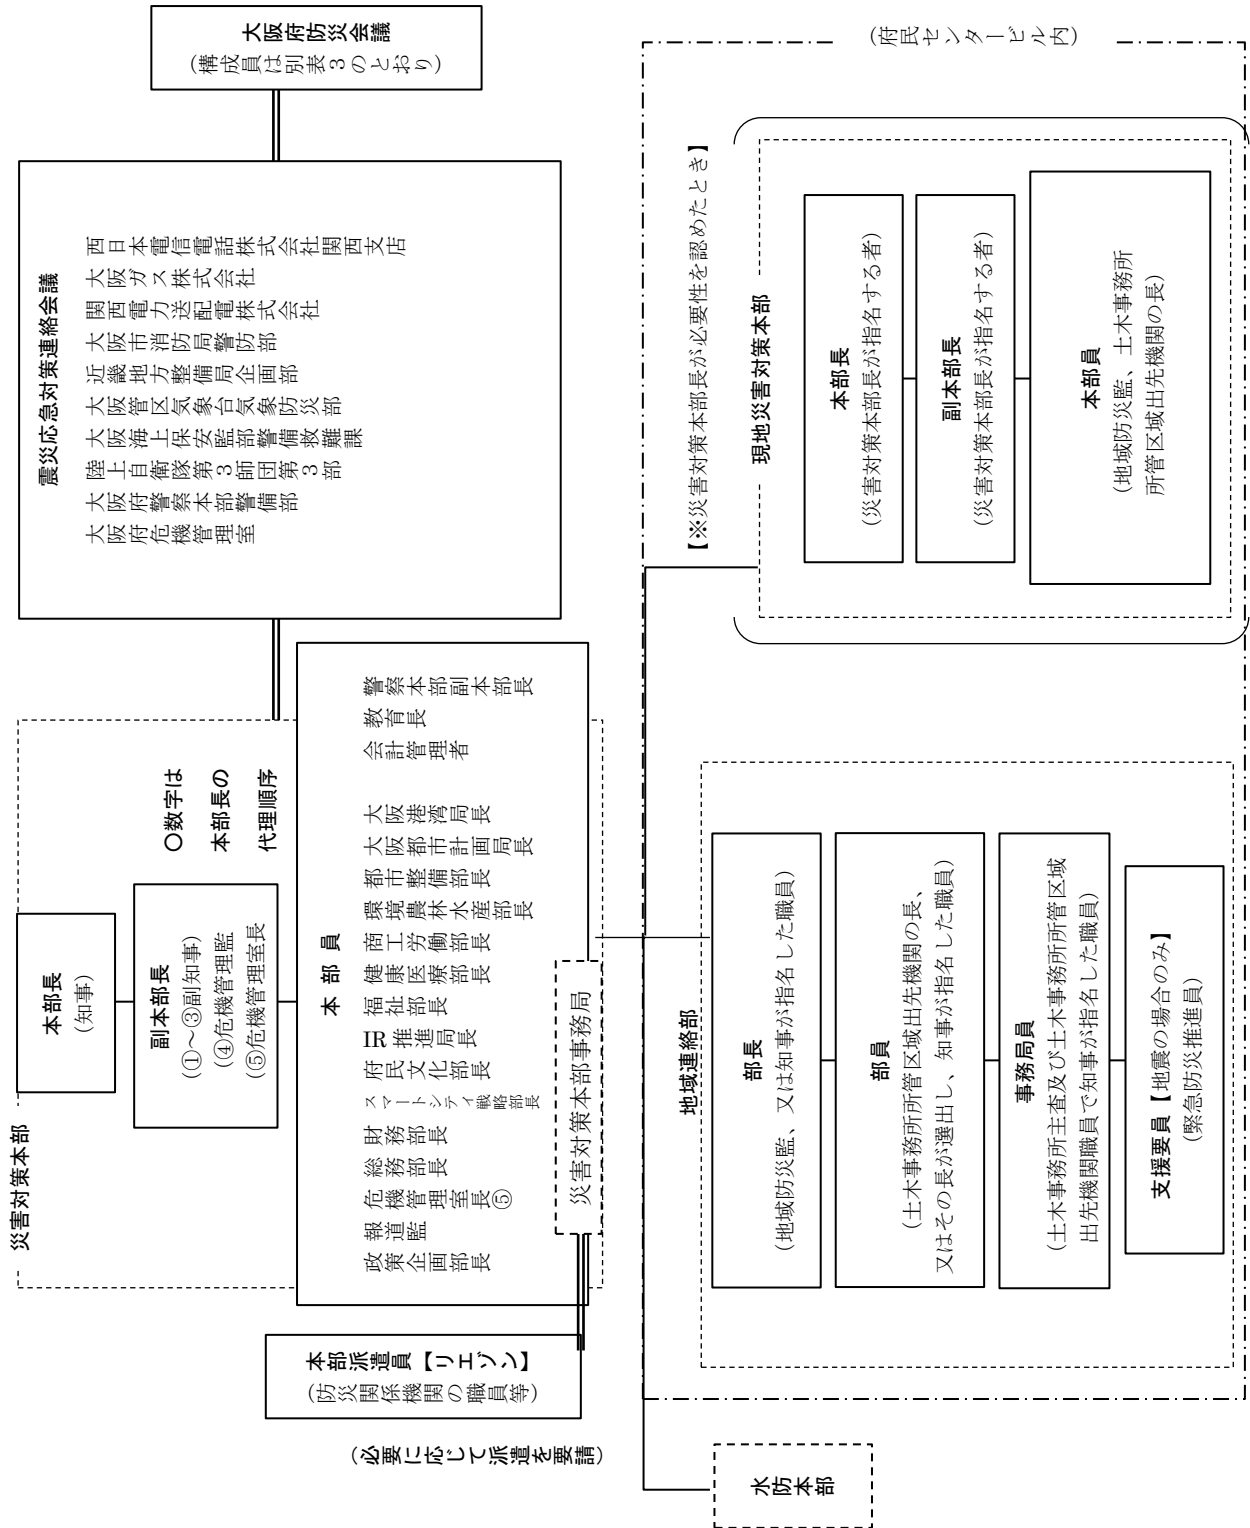 災害対策本部
本部長
(知事)
副本部長
(①～③副知事)
(④危機管理監
(⑤危機管理室長)
〇数字は
本部長の
代理順序
本部員
政策企画部長
報道監
危機管理室長⑤
総務部長
財務部長
スマートシティ戦略部長
府民文化部長
IR推進局長
福祉部長
健康医療部長
商工労働部長
環境農林水産部長
都市整備部長
大阪都市計画局長
大阪港湾局長
会計管理者
教育長
警察本部副本部長
災害対策本部事務局
本部派遣員【リエゾン】
(防災関係機関の職員等)
(必要に応じて派遣を要請)
震災応急対策連絡会議
大阪府危機管理室
大阪府警察本部警備部
陸上自衛隊第3師団第3部
大阪海上保安監部警備救難課
大阪管区気象台気象防災部
近畿地方整備局企画部
大阪市消防局警防部
関西電力送配電株式会社
大阪ガス株式会社
西日本電信電話株式会社関西支店
大阪府防災会議
(構成員は別表3のとおり)
水防本部
地域連絡部
部長
(地域防災監、又は知事が指名した職員)
部員
(土木事務所所管区域出先機関の長、
又はその長が選出し、知事が指名した職員)
事務局員
(土木事務所主査及び土木事務所所管区域
出先機関職員で知事が指名した職員)
支援要員【地震の場合のみ】
(緊急防災推進員)
【※災害対策本部長が必要性を認めたとき】
現地災害対策本部
本部長
(災害対策本部長が指名する者)
副本部長
(災害対策本部長が指名する者)
本部員
(地域防災監、土木事務所
所管区域出先機関の長)
(府民センタービル内)